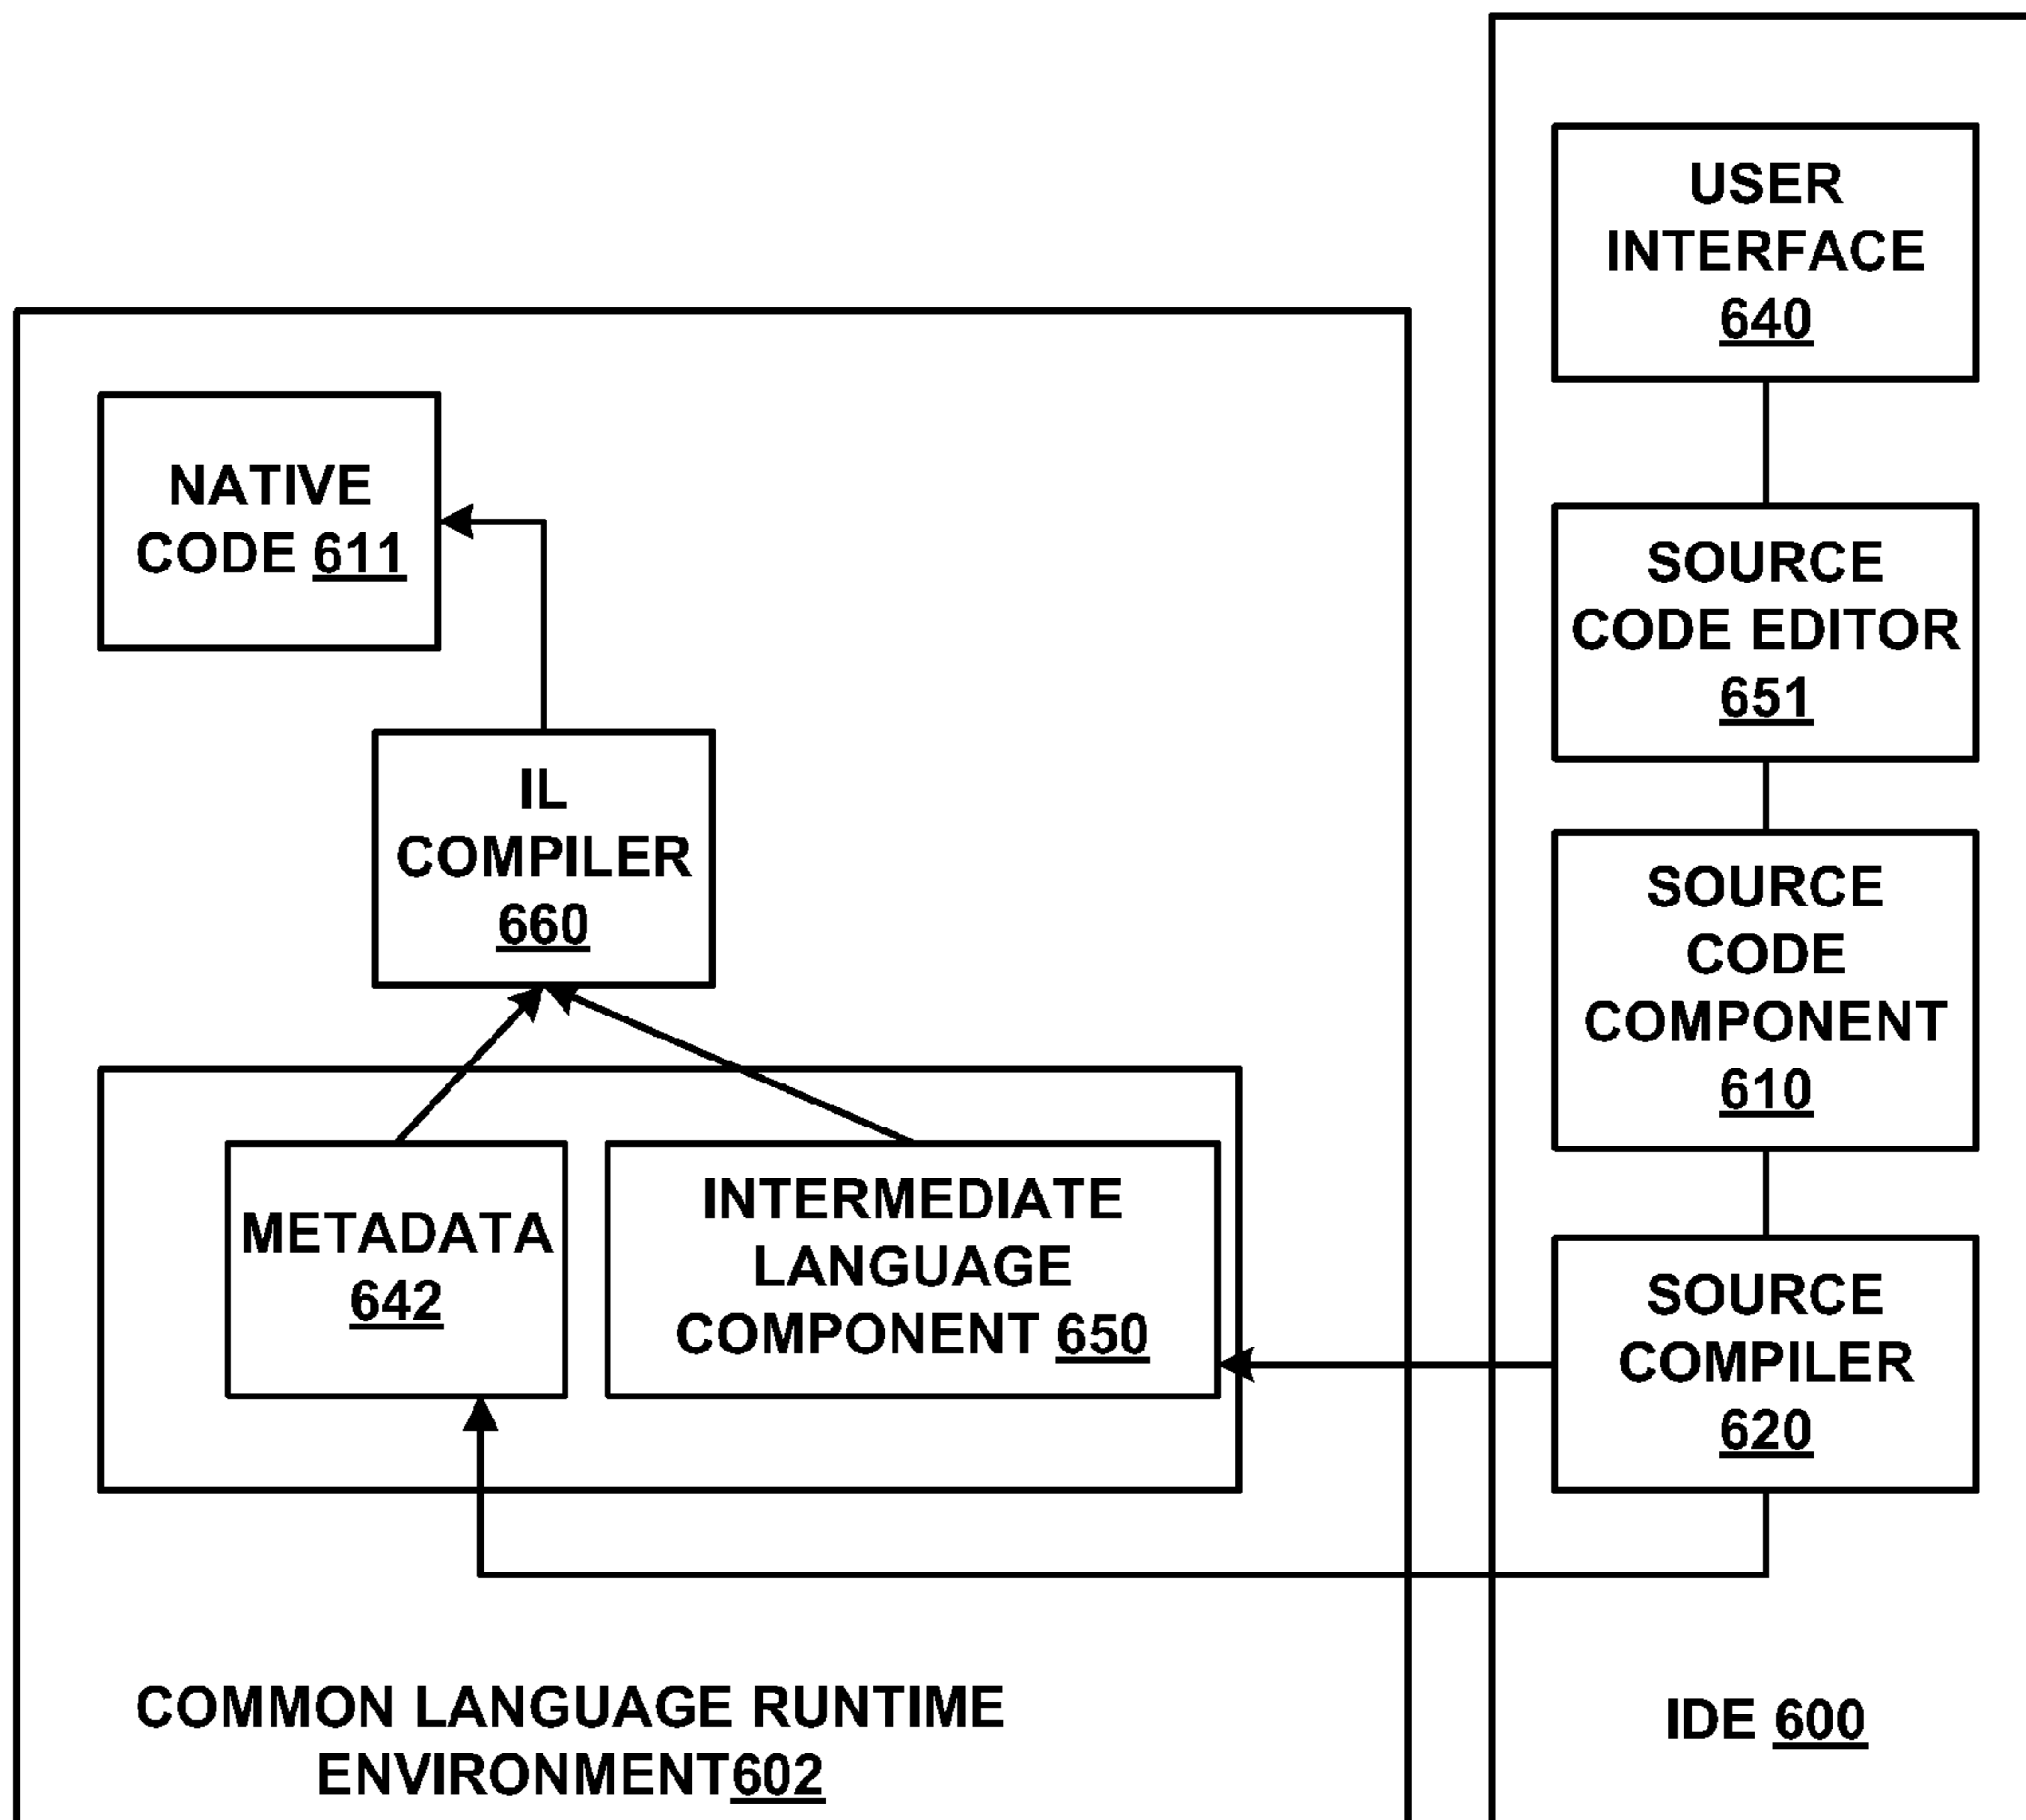 USER
INTERFACE
640
NATIVE
CODE 611
SOURCE
CODE EDITOR
651
IL
COMPILER
660
SOURCE
CODE
COMPONENT
610
METADATA
642
INTERMEDIATE
LANGUAGE
COMPONENT 650
SOURCE
COMPILER
620
COMMON LANGUAGE RUNTIME
ENVIRONMENT602
IDE 600